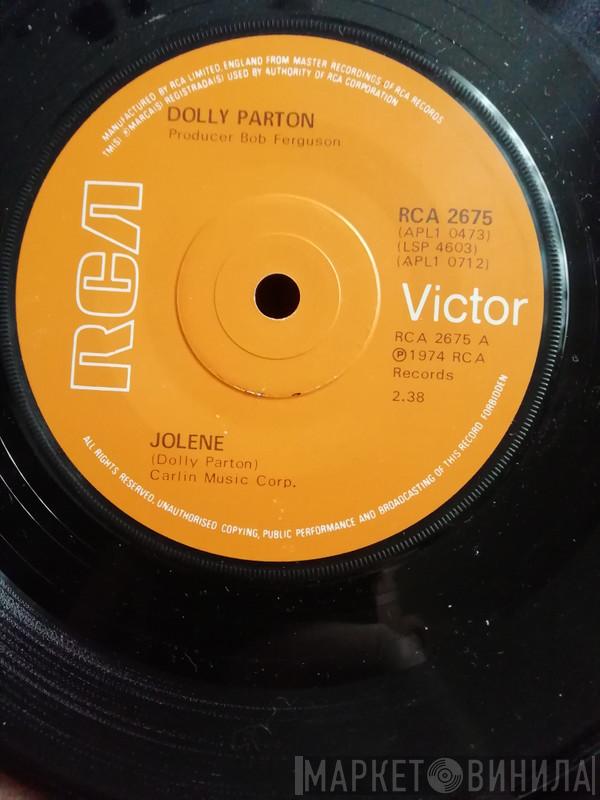 MANUFACTURED BY RCA LIMITED, ENGLAND FROM MASTER RECORDINGS OF RCA RECORDS
TM(S) ® MARCA(S) REGISTRADA(S) USED BY AUTHORITY OF RCA CORPORATION
DOLLY PARTON
Producer Bob Ferguson
RCA
RCA 2675
(APL1 0473)
(LSP 4603)
(APL1 0712)
Victor
RCA 2675 A
℗ 1974 RCA
Records
2.38
JOLENE
(Dolly Parton)
Carlin Music Corp.
ALL RIGHTS RESERVED. UNAUTHORISED COPYING, PUBLIC PERFORMANCE AND BROADCASTING OF THIS RECORD FORBIDDEN
МАРКЕТ ВИНИЛА